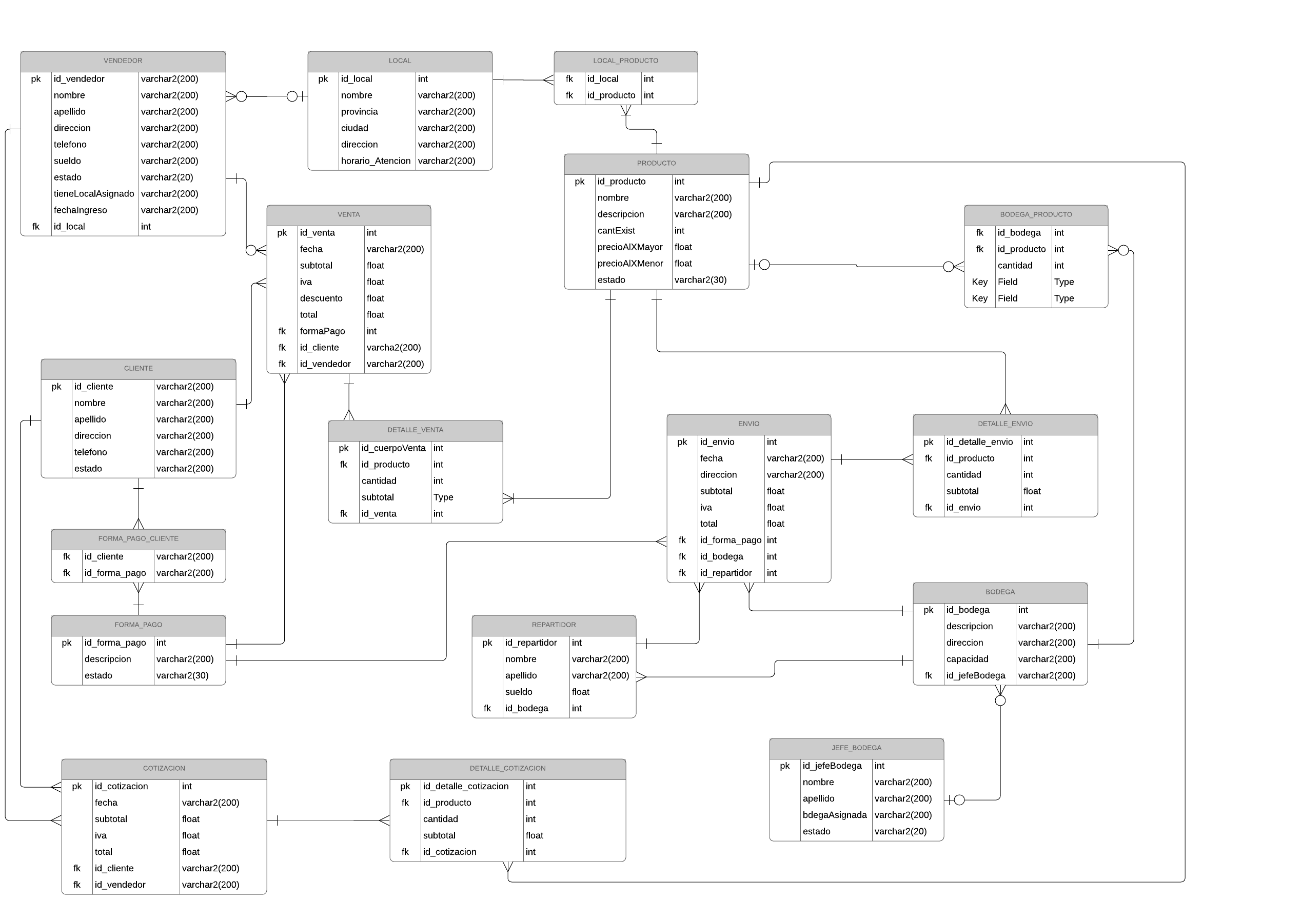 VENDEDOR
pk id_vendedor varchar2(200)
nombre varchar2(200)
apellido varchar2(200)
direccion varchar2(200)
telefono varchar2(200)
sueldo varchar2(200)
estado varchar2(20)
tieneLocalAsignado varchar2(200)
fechaIngreso varchar2(200)
fk id_local int
LOCAL
pk id_local int
nombre varchar2(200)
provincia varchar2(200)
ciudad varchar2(200)
direccion varchar2(200)
horario_Atencion varchar2(200)
LOCAL_PRODUCTO
fk id_local int
fk id_producto int
PRODUCTO
pk id_producto int
nombre varchar2(200)
descripcion varchar2(200)
cantExist int
precioAlXMayor float
precioAlXMenor float
estado varchar2(30)
BODEGA_PRODUCTO
fk id_bodega int
fk id_producto int
cantidad int
Key Field Type
Key Field Type
VENTA
pk id_venta int
fecha varchar2(200)
subtotal float
iva float
descuento float
total float
fk formaPago int
fk id_cliente varcha2(200)
fk id_vendedor varchar2(200)
CLIENTE
pk id_cliente varchar2(200)
nombre varchar2(200)
apellido varchar2(200)
direccion varchar2(200)
telefono varchar2(200)
estado varchar2(200)
DETALLE_VENTA
pk id_cuerpoVenta int
fk id_producto int
cantidad int
subtotal Type
fk id_venta int
ENVIO
pk id_envio int
fecha varchar2(200)
direccion varchar2(200)
subtotal float
iva float
total float
fk id_forma_pago int
fk id_bodega int
fk id_repartidor int
DETALLE_ENVIO
pk id_detalle_envio int
fk id_producto int
cantidad int
subtotal float
fk id_envio int
FORMA_PAGO_CLIENTE
fk id_cliente varchar2(200)
fk id_forma_pago varchar2(200)
FORMA_PAGO
pk id_forma_pago int
descripcion varchar2(200)
estado varchar2(30)
REPARTIDOR
pk id_repartidor int
nombre varchar2(200)
apellido varchar2(200)
sueldo float
fk id_bodega int
BODEGA
pk id_bodega int
descripcion varchar2(200)
direccion varchar2(200)
capacidad varchar2(200)
fk id_jefeBodega varchar2(200)
JEFE_BODEGA
pk id_jefeBodega int
nombre varchar2(200)
apellido varchar2(200)
bdegaAsignada varchar2(200)
estado varchar2(20)
COTIZACION
pk id_cotizacion int
fecha varchar2(200)
subtotal float
iva float
total float
fk id_cliente varchar2(200)
fk id_vendedor varchar2(200)
DETALLE_COTIZACION
pk id_detalle_cotizacion int
fk id_producto int
cantidad int
subtotal float
fk id_cotizacion int